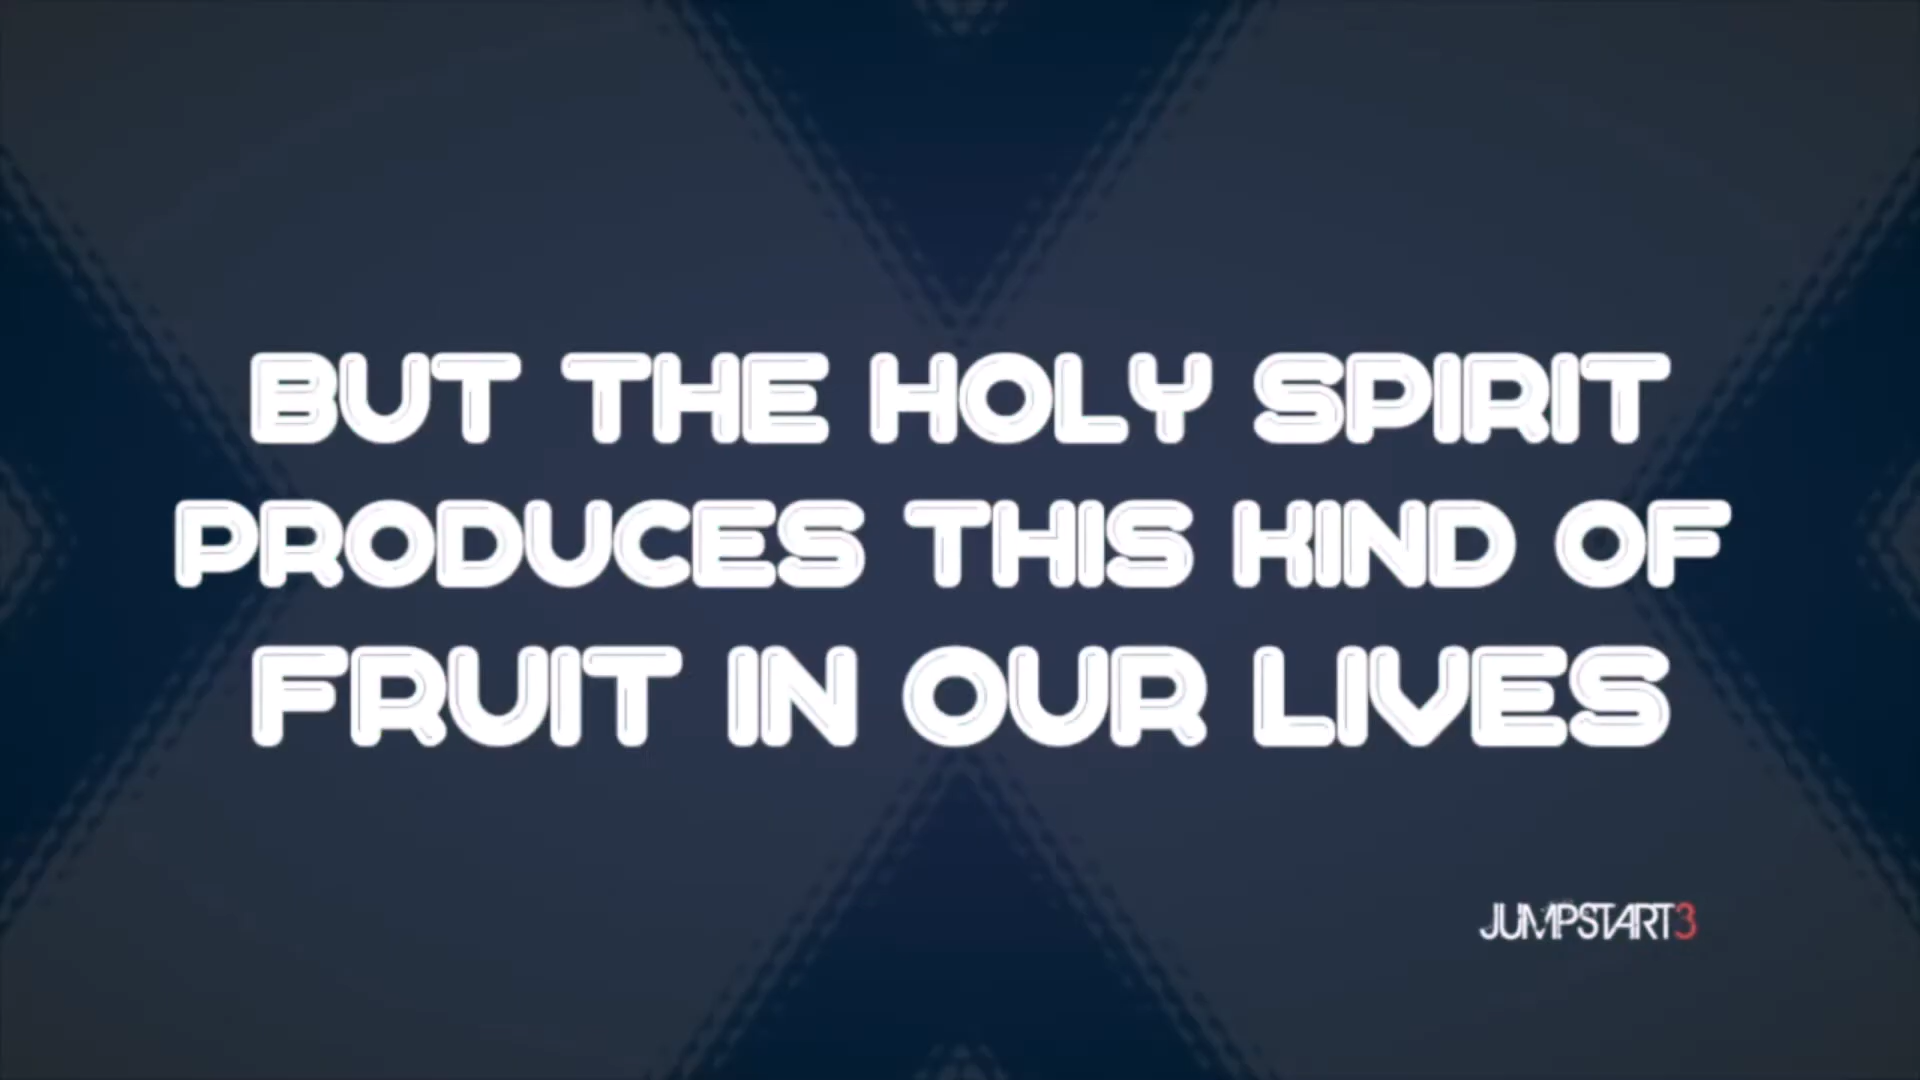 BUT THE HOLY SPIRIT
PRODUCES THIS KIND OF
FRUIT IN OUR LIVES
JUMPSTART3